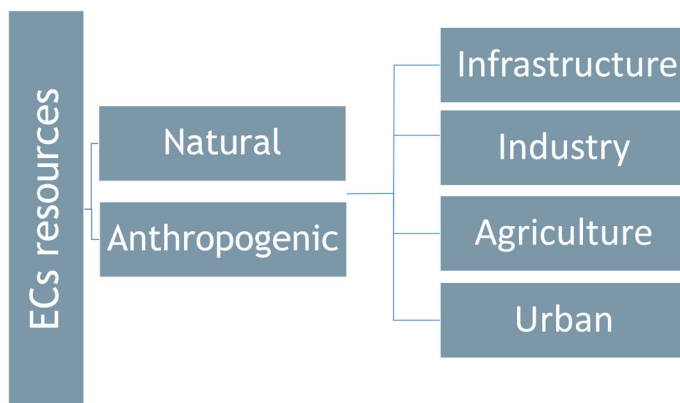 ECs resources
Natural
Anthropogenic
Infrastructure
Industry
Agriculture
Urban